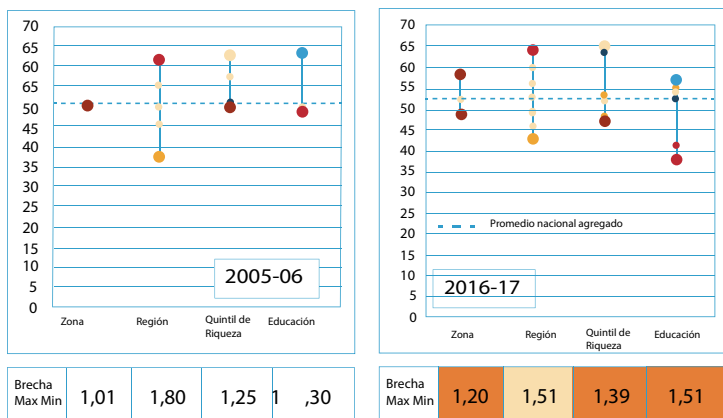 70
65
60
65
50
45
40
35
30
25
20
15
10
5
0
2005-06
Zona
Región
Quintil de
Riqueza
Educación
Brecha
Max Min
1,01
1,80
1,25
1 ,30
70
65
60
55
50
45
40
35
30
25
20
15
10
5
0
Promedio nacional agregado
2016-17
Zona
Región
Quintil de
Riqueza
Educación
Brecha
Max Min
1,20
1,51
1,39
1,51